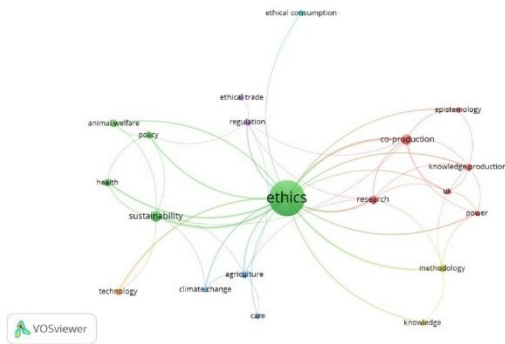 ethical consumption
ethical trade
regulation
animal welfare
policy
epistemology
co-production
knowledge production
health
ethics
research
uk
power
sustainability
agriculture
methodology
technology
climate change
care
knowledge
VOSviewer